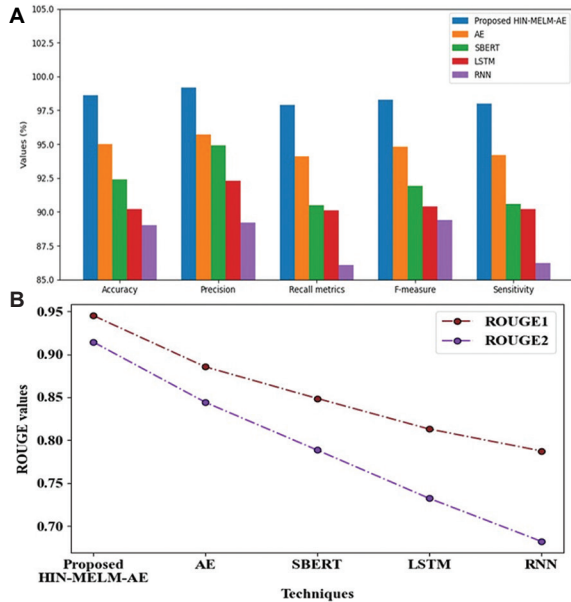 A
105.0
102.5
100.0
97.5
95.0
92.5
90.0
87.5
85.0
Values (%)
Proposed HIN-MELM-AE
AE
SBERT
LSTM
RNN
Accuracy
Precision
Recall metrics
F-measure
Sensitivity
B
0.95
0.90
0.85
0.80
0.75
0.70
ROUGE values
ROUGE1
ROUGE2
Proposed
HIN-MELM-AE
AE
SBERT
LSTM
RNN
Techniques